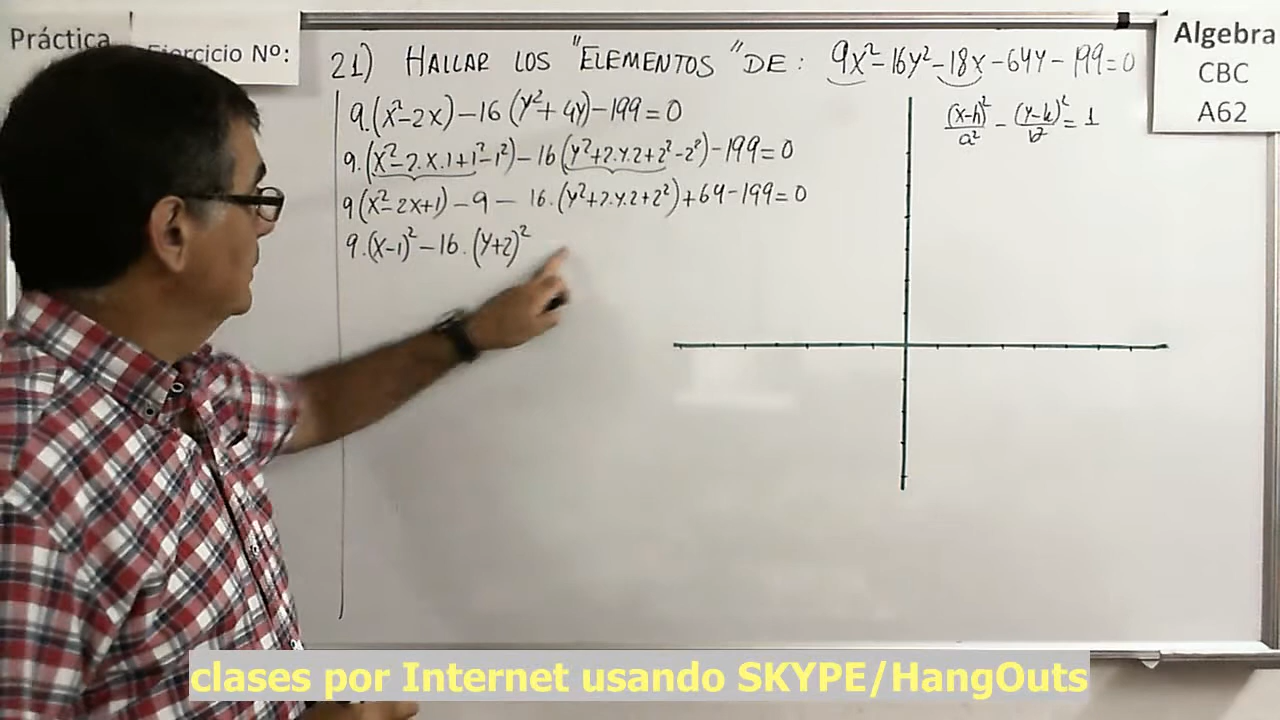 Práctica
Ejercicio Nº:
Algebra
CBC
A62
21) HALLAR LOS "ELEMENTOS" DE: 9x²-16y²-18x-64y-199=0
9.(x²-2x)-16(y²+4y)-199=0
9.(x²-2.x.1+1²-1²)-16(y²+2.y.2+2²-2²)-199=0
9(x²-2x+1)-9-16.(y²+2.y.2+2²)+64-199=0
9.(x-1)²-16.(y+2)²
(x-h)²/a² - (y-k)²/b² = 1
clases por Internet usando SKYPE/HangOuts